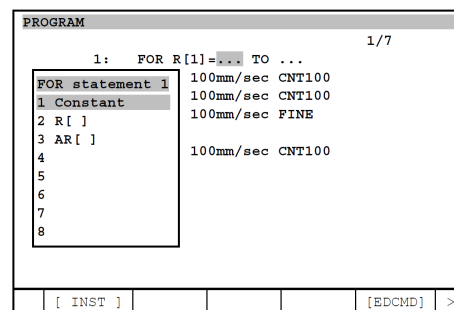 PROGRAM
1/7
1: FOR R[1]=... TO ...
FOR statement 1
1 Constant
2 R[ ]
3 AR[ ]
4
5
6
7
8
100mm/sec CNT100
100mm/sec CNT100
100mm/sec FINE
100mm/sec CNT100
[ INST ] [EDCMD] >